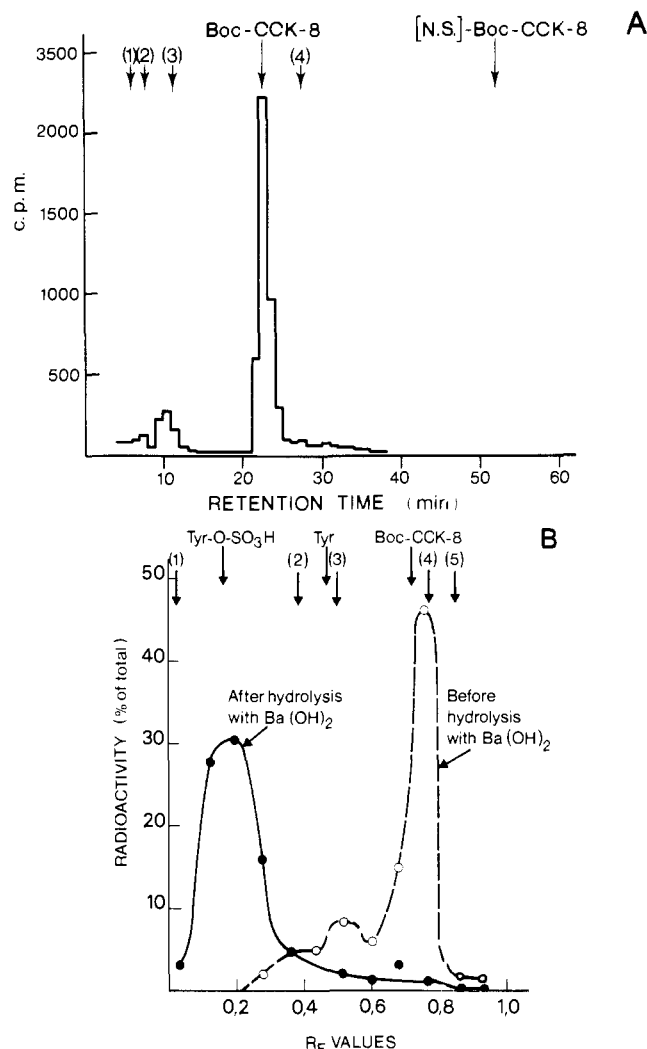 A
Boc-CCK-8
[N.S.]-Boc-CCK-8
(1)(2) (3) (4)
3500
2000
1500
1000
500
c.p.m.
10 20 30 40 50 60
RETENTION TIME (min)
B
Tyr-O-SO3H Tyr Boc-CCK-8
(1) (2) (3) (4) (5)
50
40
30
20
10
RADIOACTIVITY (% of total)
After hydrolysis
with Ba(OH)2
Before
hydrolysis
with Ba(OH)2
0,2 0,4 0,6 0,8 1,0
RF VALUES